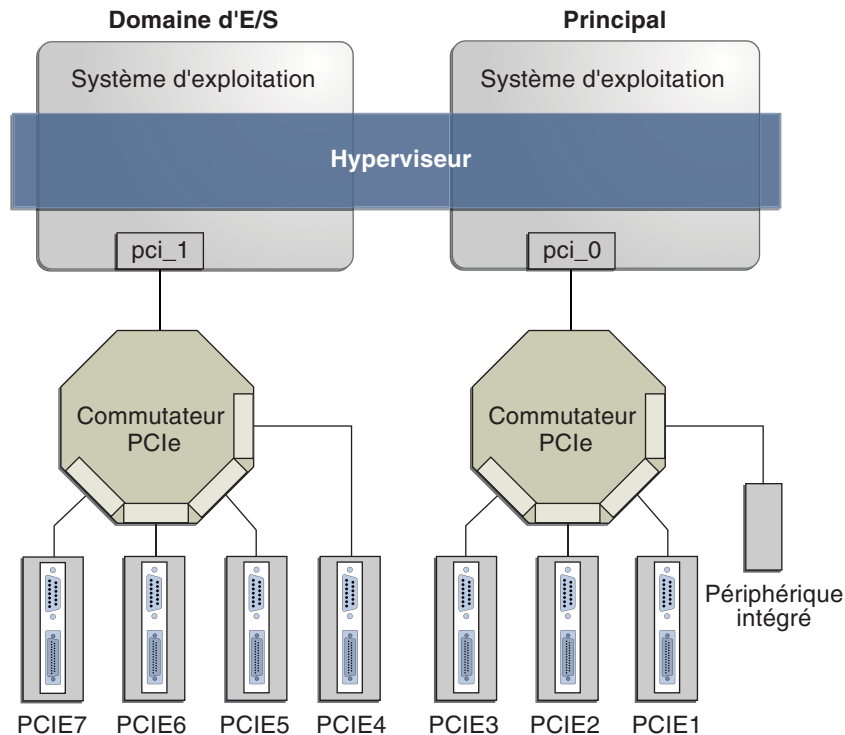 Domaine d'E/S
Principal
Système d'exploitation
Système d'exploitation
Hyperviseur
pci_1
pci_0
Commutateur
PCIe
Commutateur
PCIe
Périphérique
intégré
PCIE7
PCIE6
PCIE5
PCIE4
PCIE3
PCIE2
PCIE1